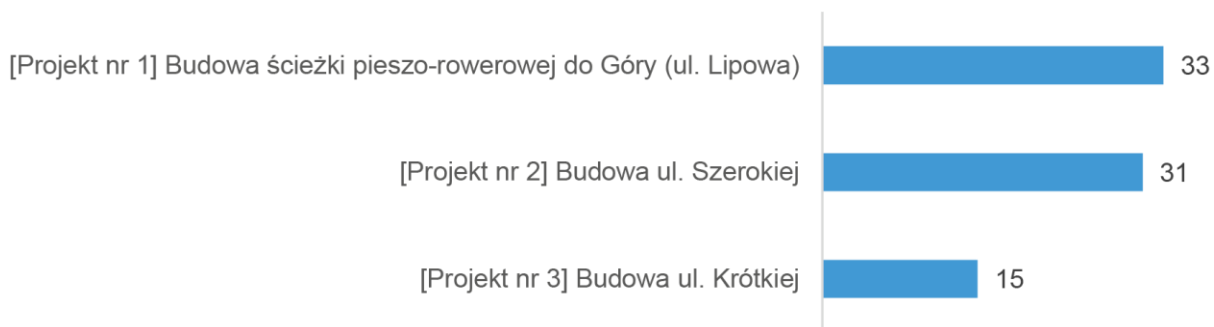 [Projekt nr 1] Budowa ścieżki pieszo-rowerowej do Góry (ul. Lipowa) 33
[Projekt nr 2] Budowa ul. Szerokiej 31
[Projekt nr 3] Budowa ul. Krótkiej 15